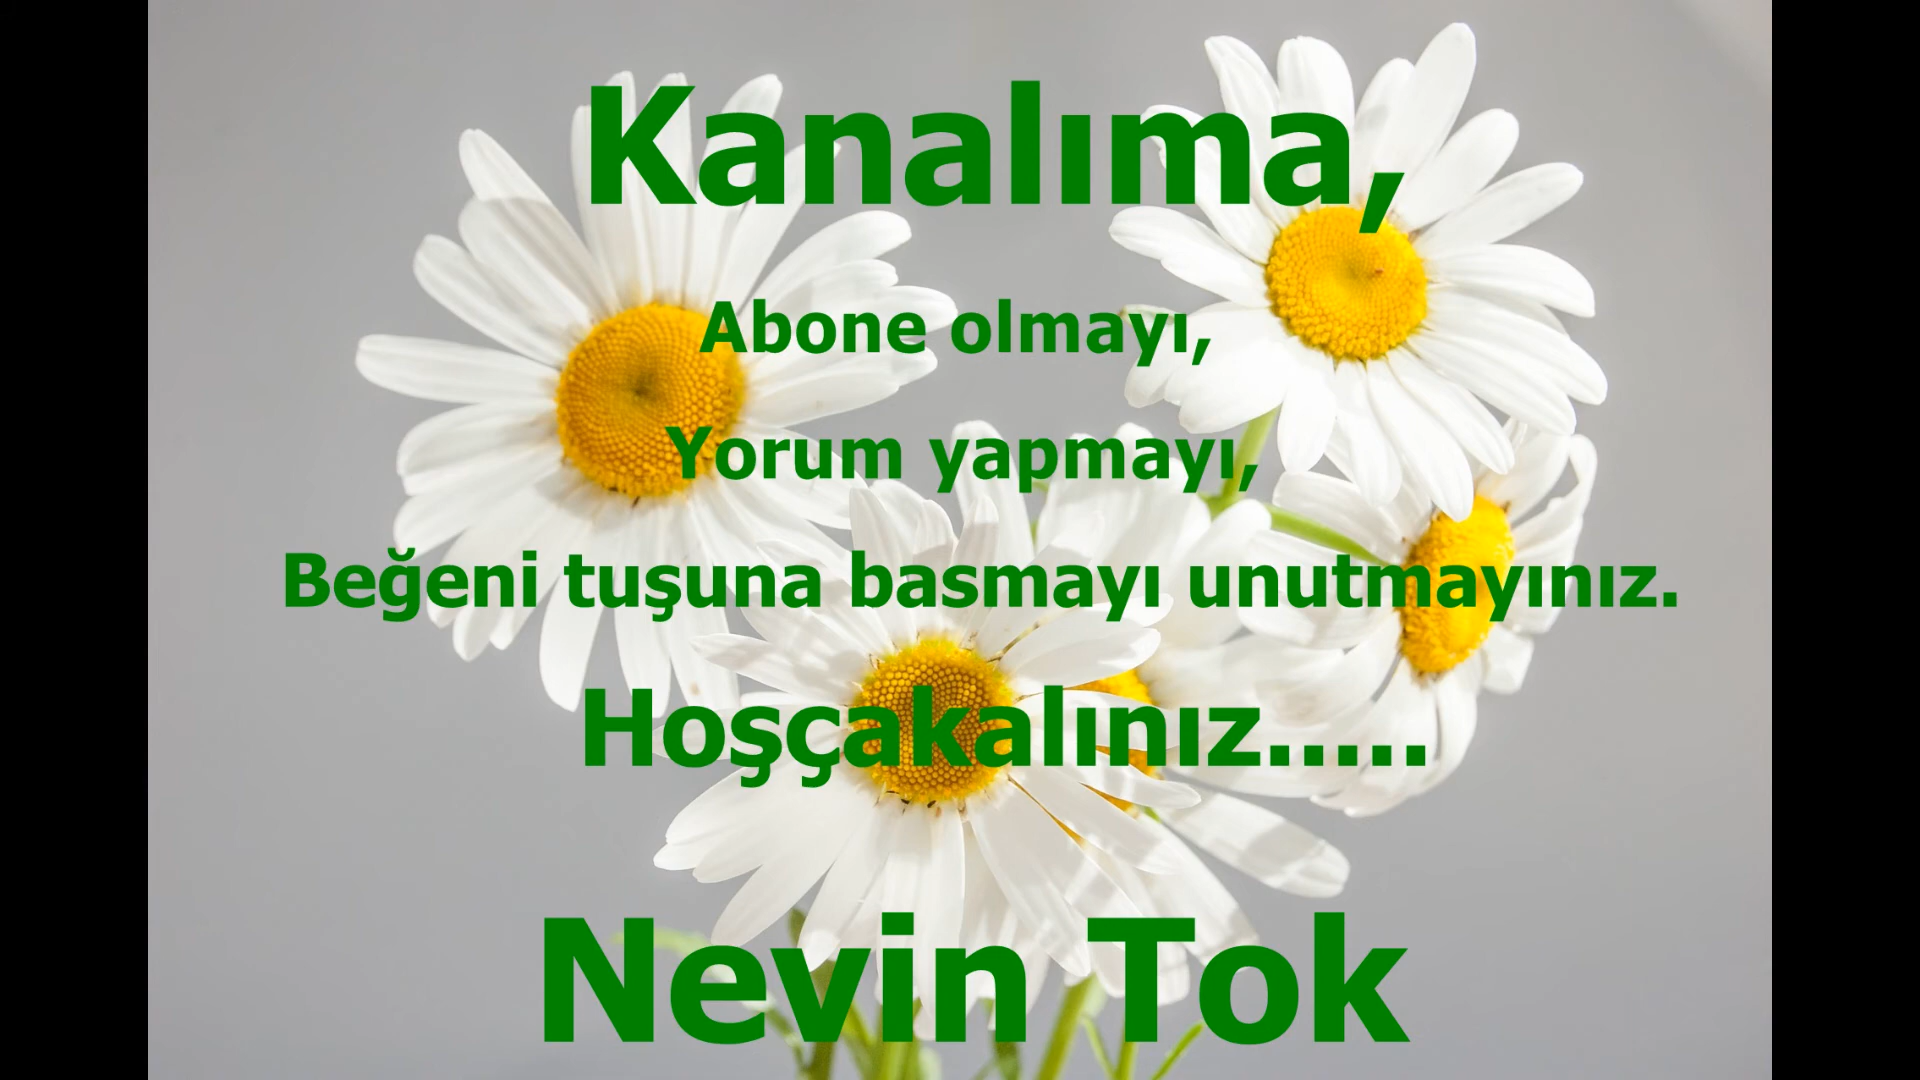 Kanalıma,
Abone olmayı,
Yorum yapmayı,
Beğeni tuşuna basmayı unutmayınız.
Hoşçakalınız.....
Nevin Tok